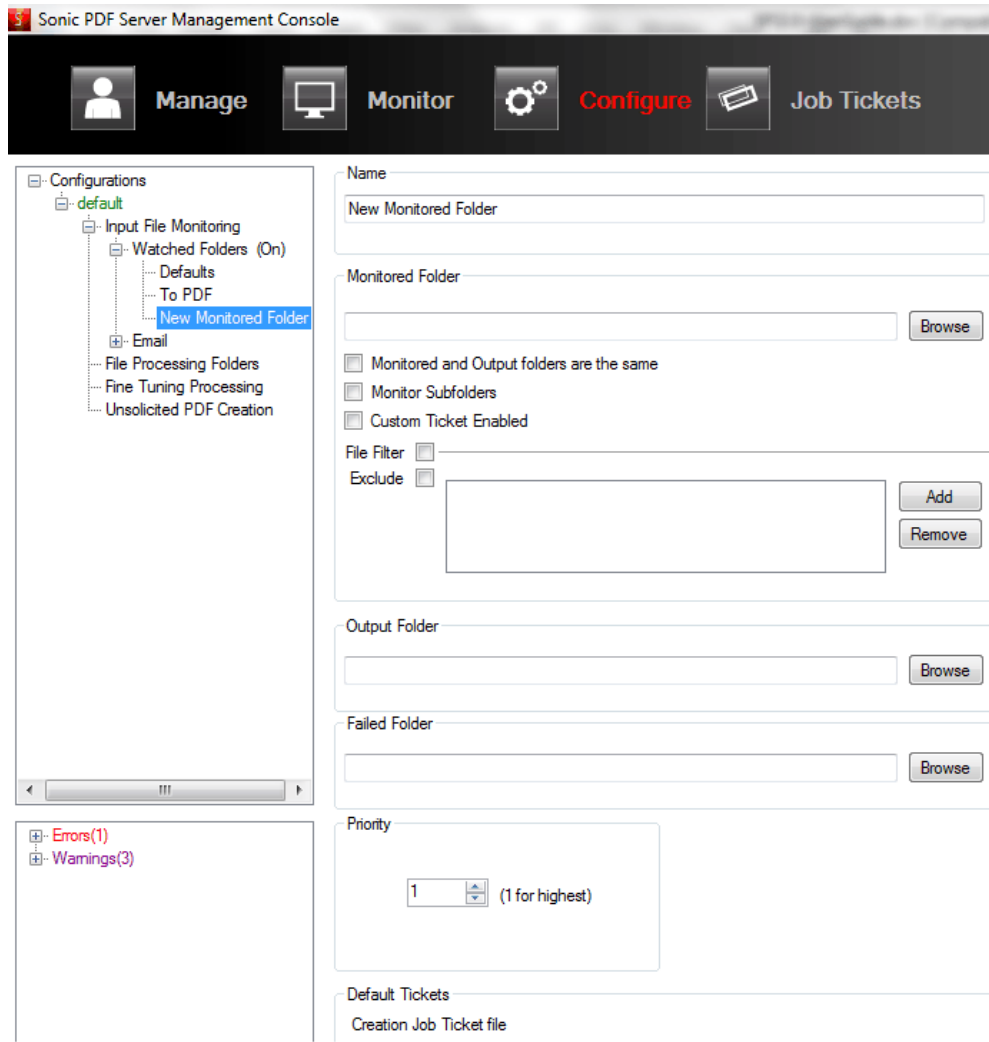 Sonic PDF Server Management Console
Manage Monitor Configure Job Tickets
Configurations
default
Input File Monitoring
Watched Folders (On)
Defaults
To PDF
New Monitored Folder
Email
File Processing Folders
Fine Tuning Processing
Unsolicited PDF Creation
Errors(1)
Warnings(3)
Name
New Monitored Folder
Monitored Folder
Browse
Monitored and Output folders are the same
Monitor Subfolders
Custom Ticket Enabled
File Filter
Exclude
Add
Remove
Output Folder
Browse
Failed Folder
Browse
Priority
1 (1 for highest)
Default Tickets
Creation Job Ticket file